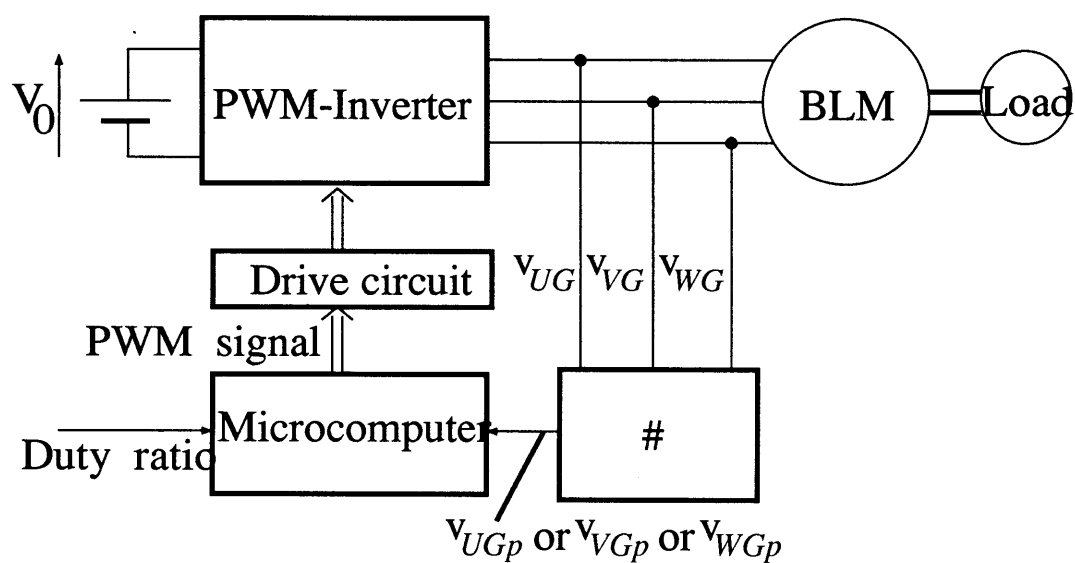 V0
PWM-Inverter
BLM
Load
Drive circuit
vUG vVG vWG
PWM signal
Microcomputer
#
Duty ratio
vUGp or vVGp or vWGp